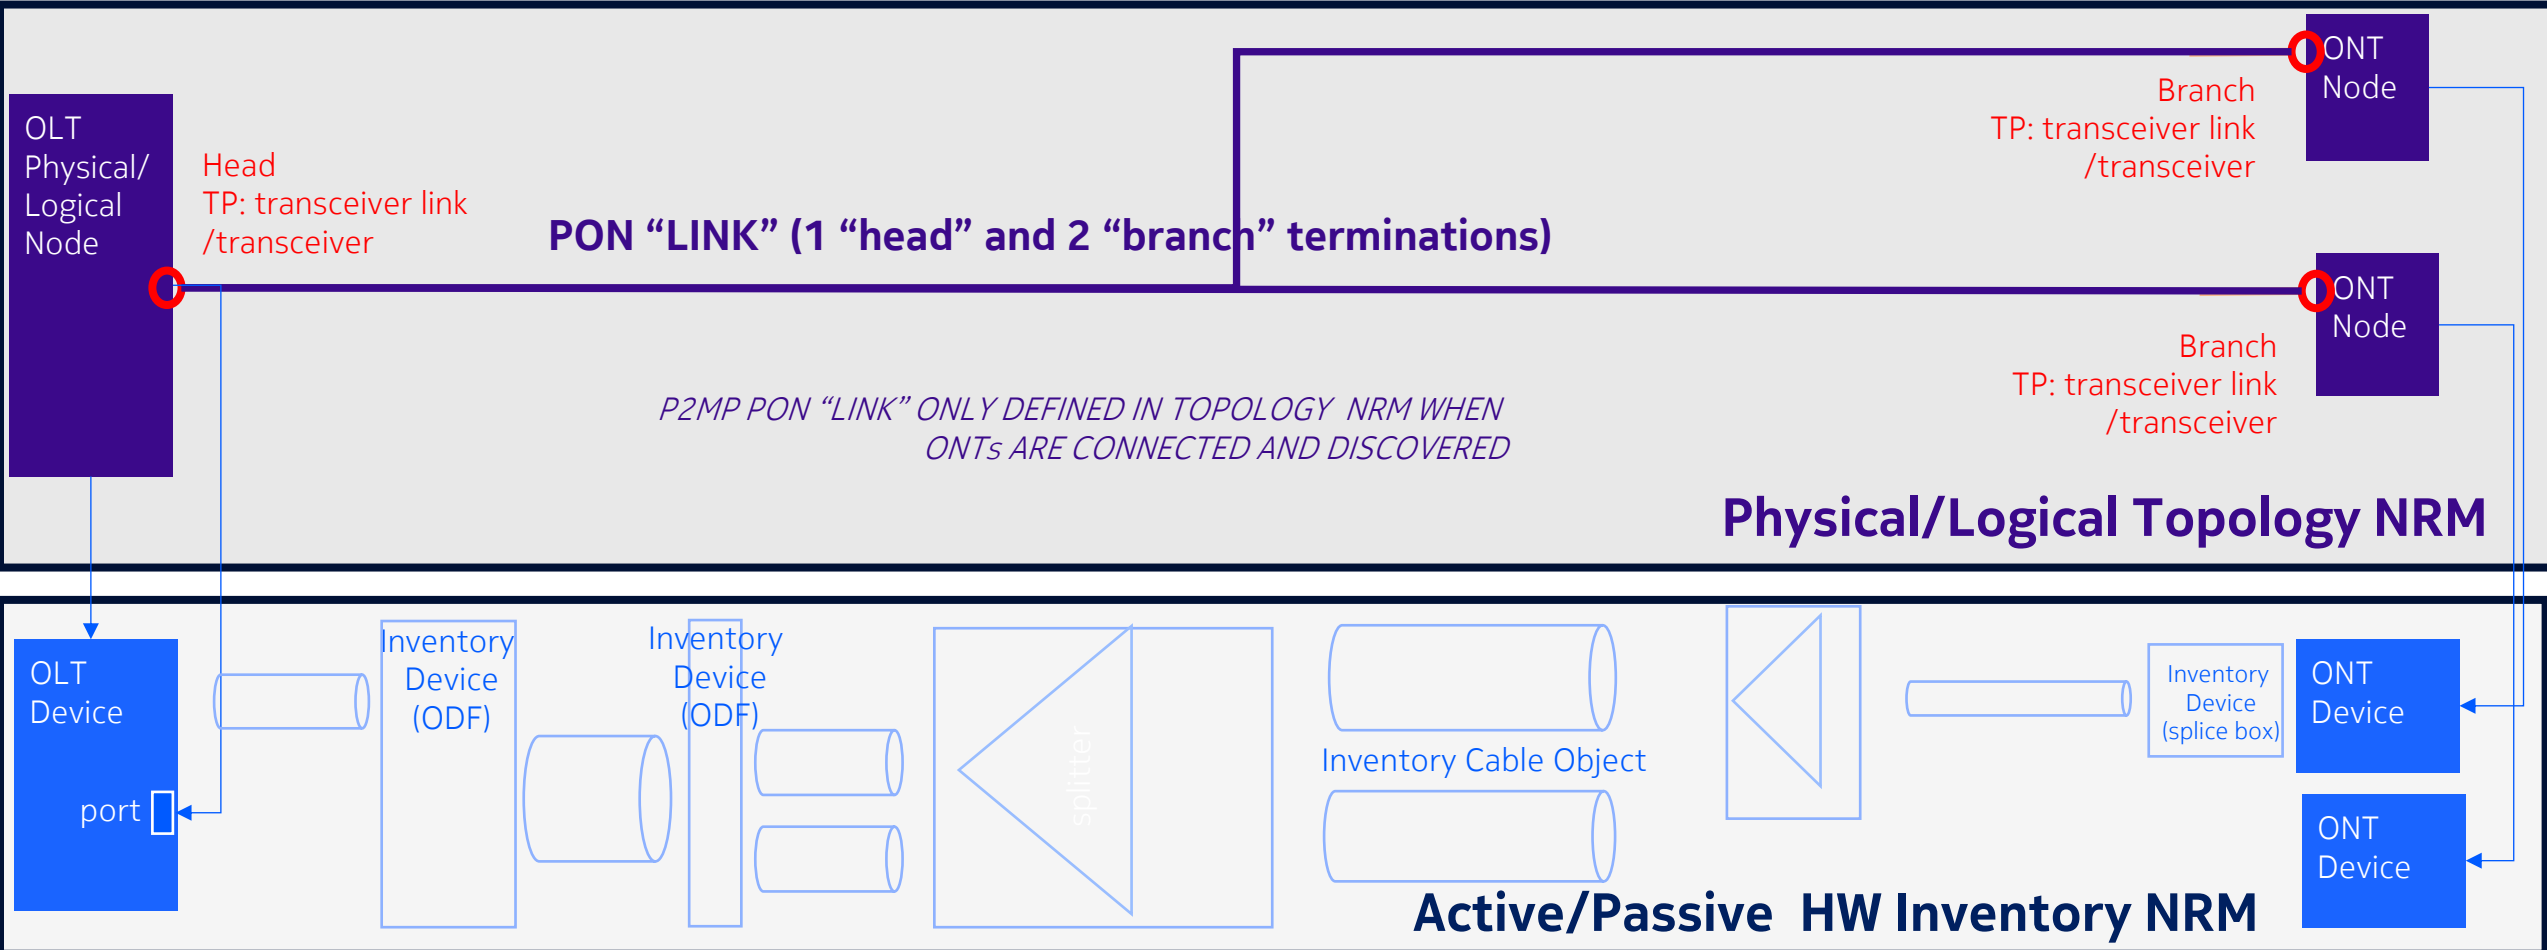 OLT
Physical/
Logical
Node
Head
TP: transceiver link
/transceiver
PON “LINK” (1 “head” and 2 “branch” terminations)
ONT
Node
Branch
TP: transceiver link
/transceiver
ONT
Node
Branch
TP: transceiver link
/transceiver
P2MP PON “LINK” ONLY DEFINED IN TOPOLOGY NRM WHEN
ONTs ARE CONNECTED AND DISCOVERED
Physical/Logical Topology NRM
OLT
Device
port
Inventory
Device
(ODF)
Inventory
Device
(ODF)
splitter
Inventory Cable Object
Inventory
Device
(splice box)
ONT
Device
ONT
Device
Active/Passive HW Inventory NRM